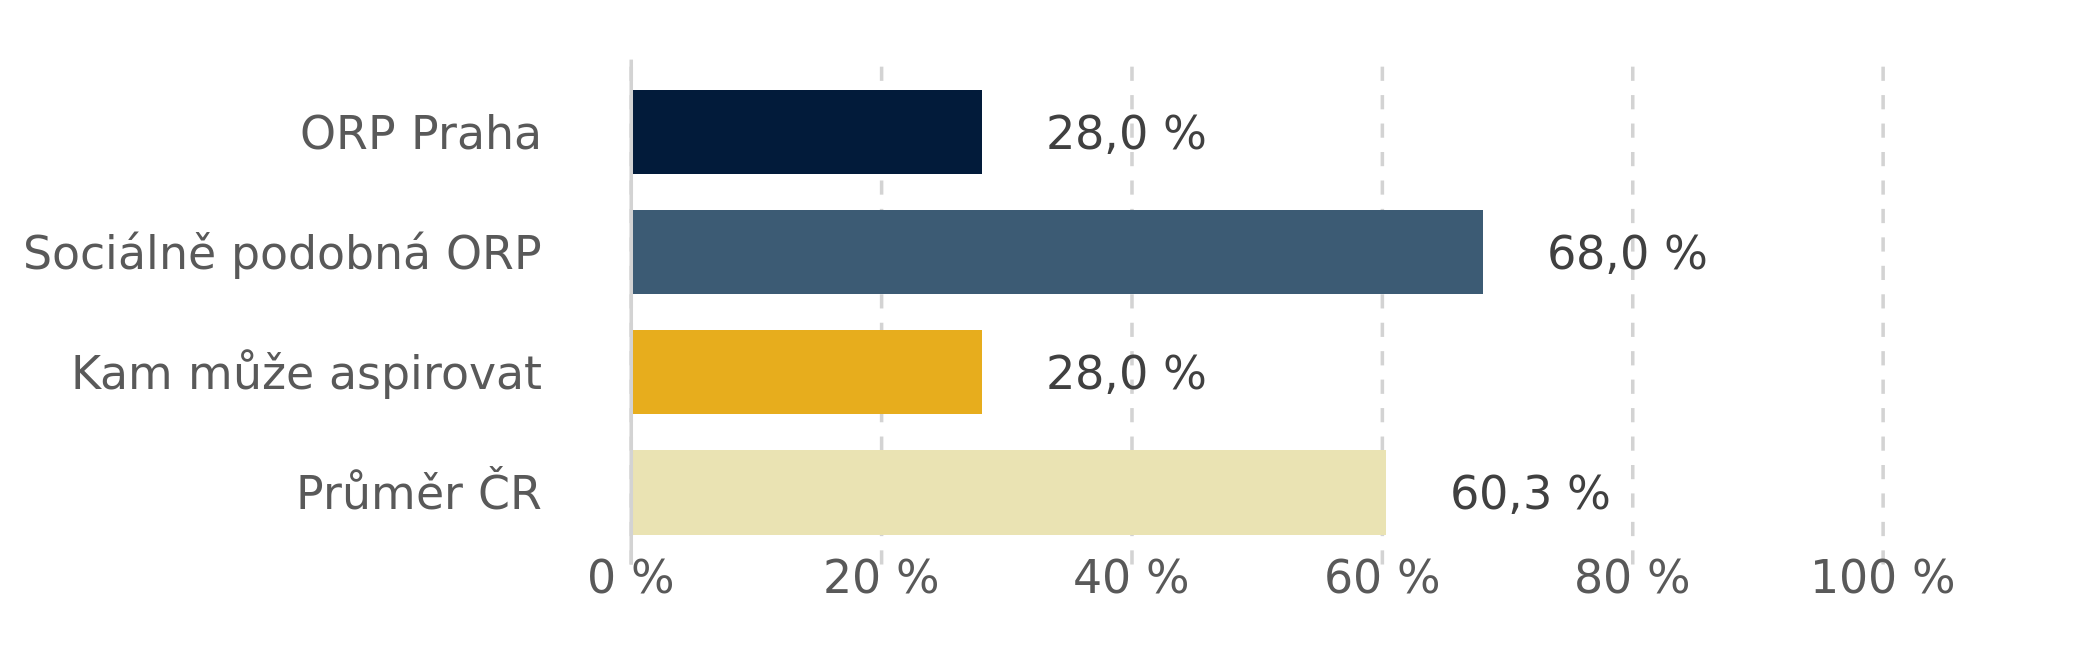 ORP Praha 28,0 %
Sociálně podobná ORP 68,0 %
Kam může aspirovat 28,0 %
Průměr ČR 60,3 %
0 % 20 % 40 % 60 % 80 % 100 %